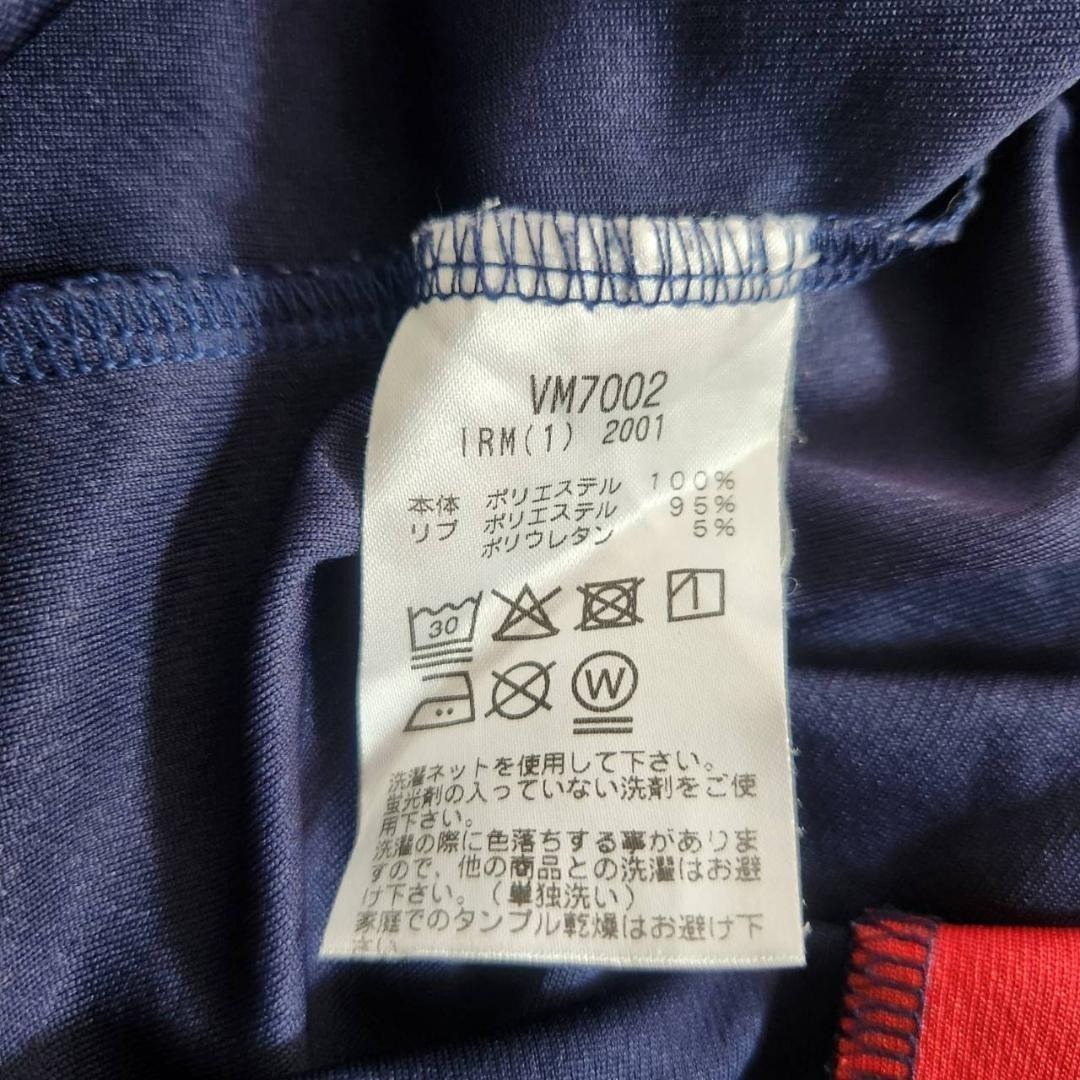 VM7002
IRM(1) 2001
本体 ポリエステル 100%
リブ ポリエステル 95%
ポリウレタン 5%
30
W
洗濯ネットを使用して下さい。
蛍光剤の入っていない洗剤をご使
用下さい。
洗濯の際に色落ちする事がありま
すので、他の商品との洗濯はお避
け下さい。(単独洗い)
家庭でのタンブル乾燥はお避け下
さい